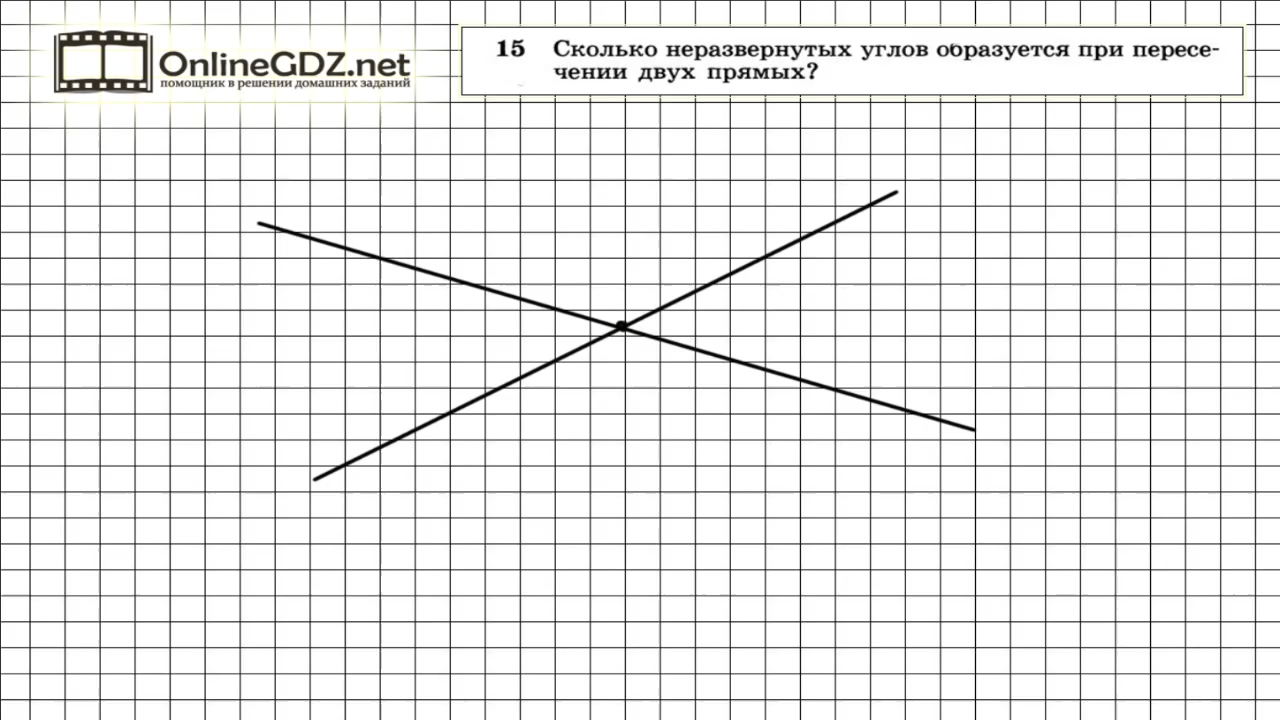 OnlineGDZ.net
помощник в решении домашних заданий
15 Сколько неразвернутых углов образуется при пересе-
чении двух прямых?